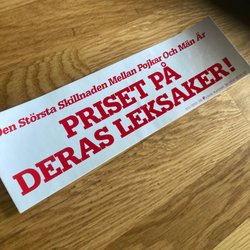 Den Största Skillnaden Mellan Pojkar Och Män Är
PRISET PÅ
DERAS LEKSAKER!